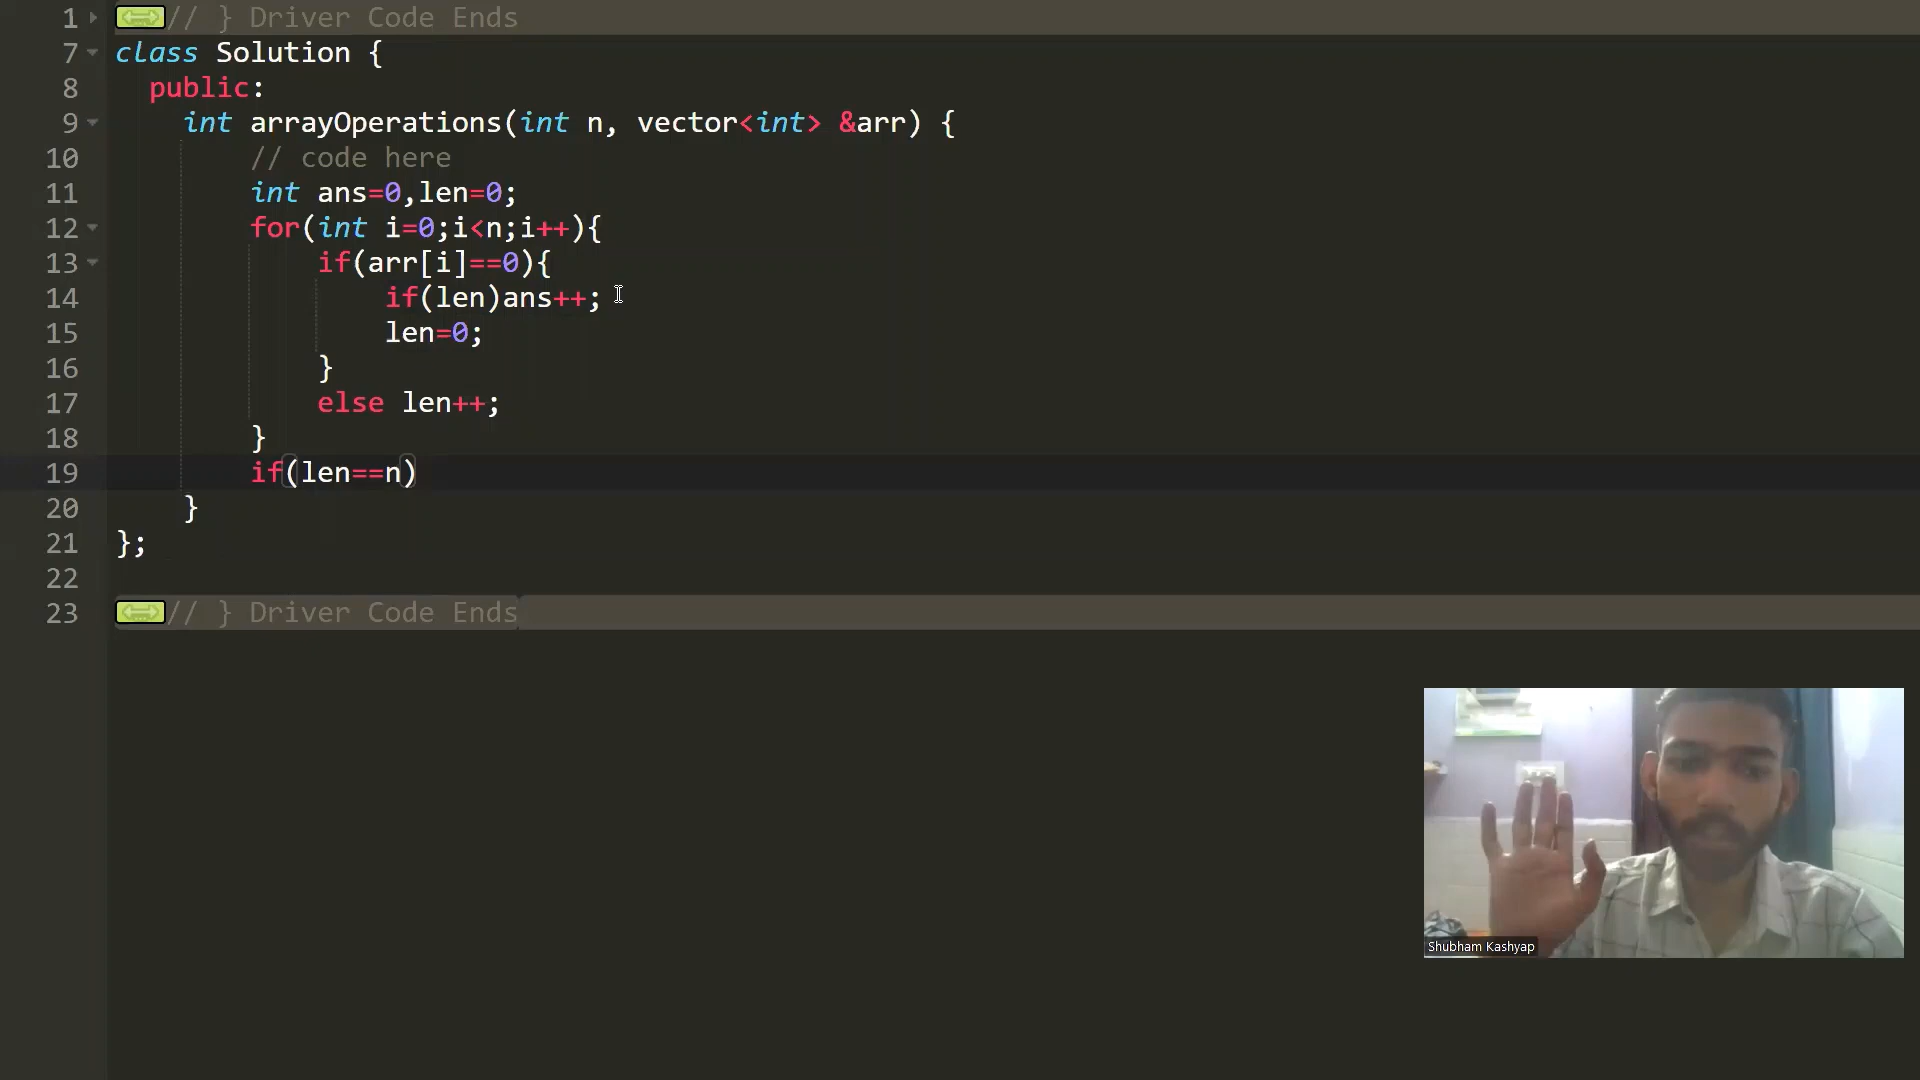 1 // } Driver Code Ends
7 class Solution {
8 public:
9 int arrayOperations(int n, vector<int> &arr) {
10 // code here
11 int ans=0,len=0;
12 for(int i=0;i<n;i++){
13 if(arr[i]==0){
14 if(len)ans++;
15 len=0;
16 }
17 else len++;
18 }
19 if(len==n)
20 }
21 };
22
23 // } Driver Code Ends
Shubham Kashyap